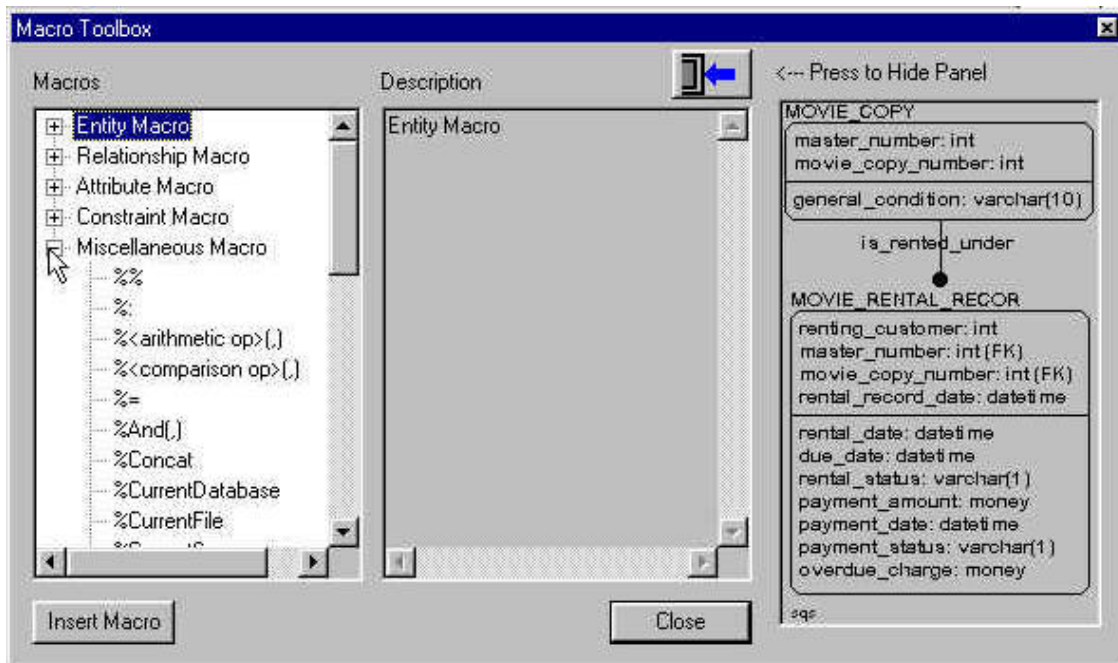 Macro Toolbox
Macros
Description
<--- Press to Hide Panel
Entity Macro
Relationship Macro
Attribute Macro
Constraint Macro
Miscellaneous Macro
%%
%:
%<arithmetic op>(,)
%<comparison op>(,)
%=
%And(,)
%Concat
%CurrentDatabase
%CurrentFile
Entity Macro
MOVIE_COPY
master_number: int
movie_copy_number: int
general_condition: varchar(10)
is_rented_under
MOVIE_RENTAL_RECOR
renting_customer: int
master_number: int (FK)
movie_copy_number: int (FK)
rental_record_date: datetime
rental_date: datetime
due_date: datetime
rental_status: varchar(1)
payment_amount: money
payment_date: datetime
payment_status: varchar(1)
overdue_charge: money
sqs
Insert Macro
Close